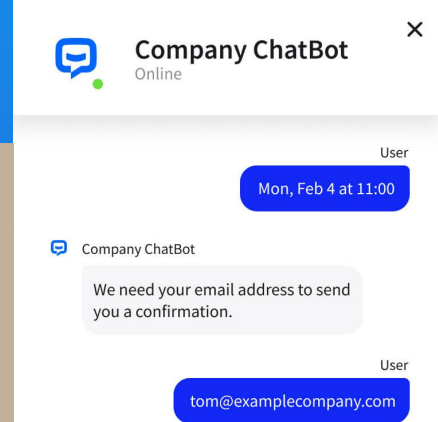 Company ChatBot
Online
User
Mon, Feb 4 at 11:00
Company ChatBot
We need your email address to send
you a confirmation.
User
tom@examplecompany.com